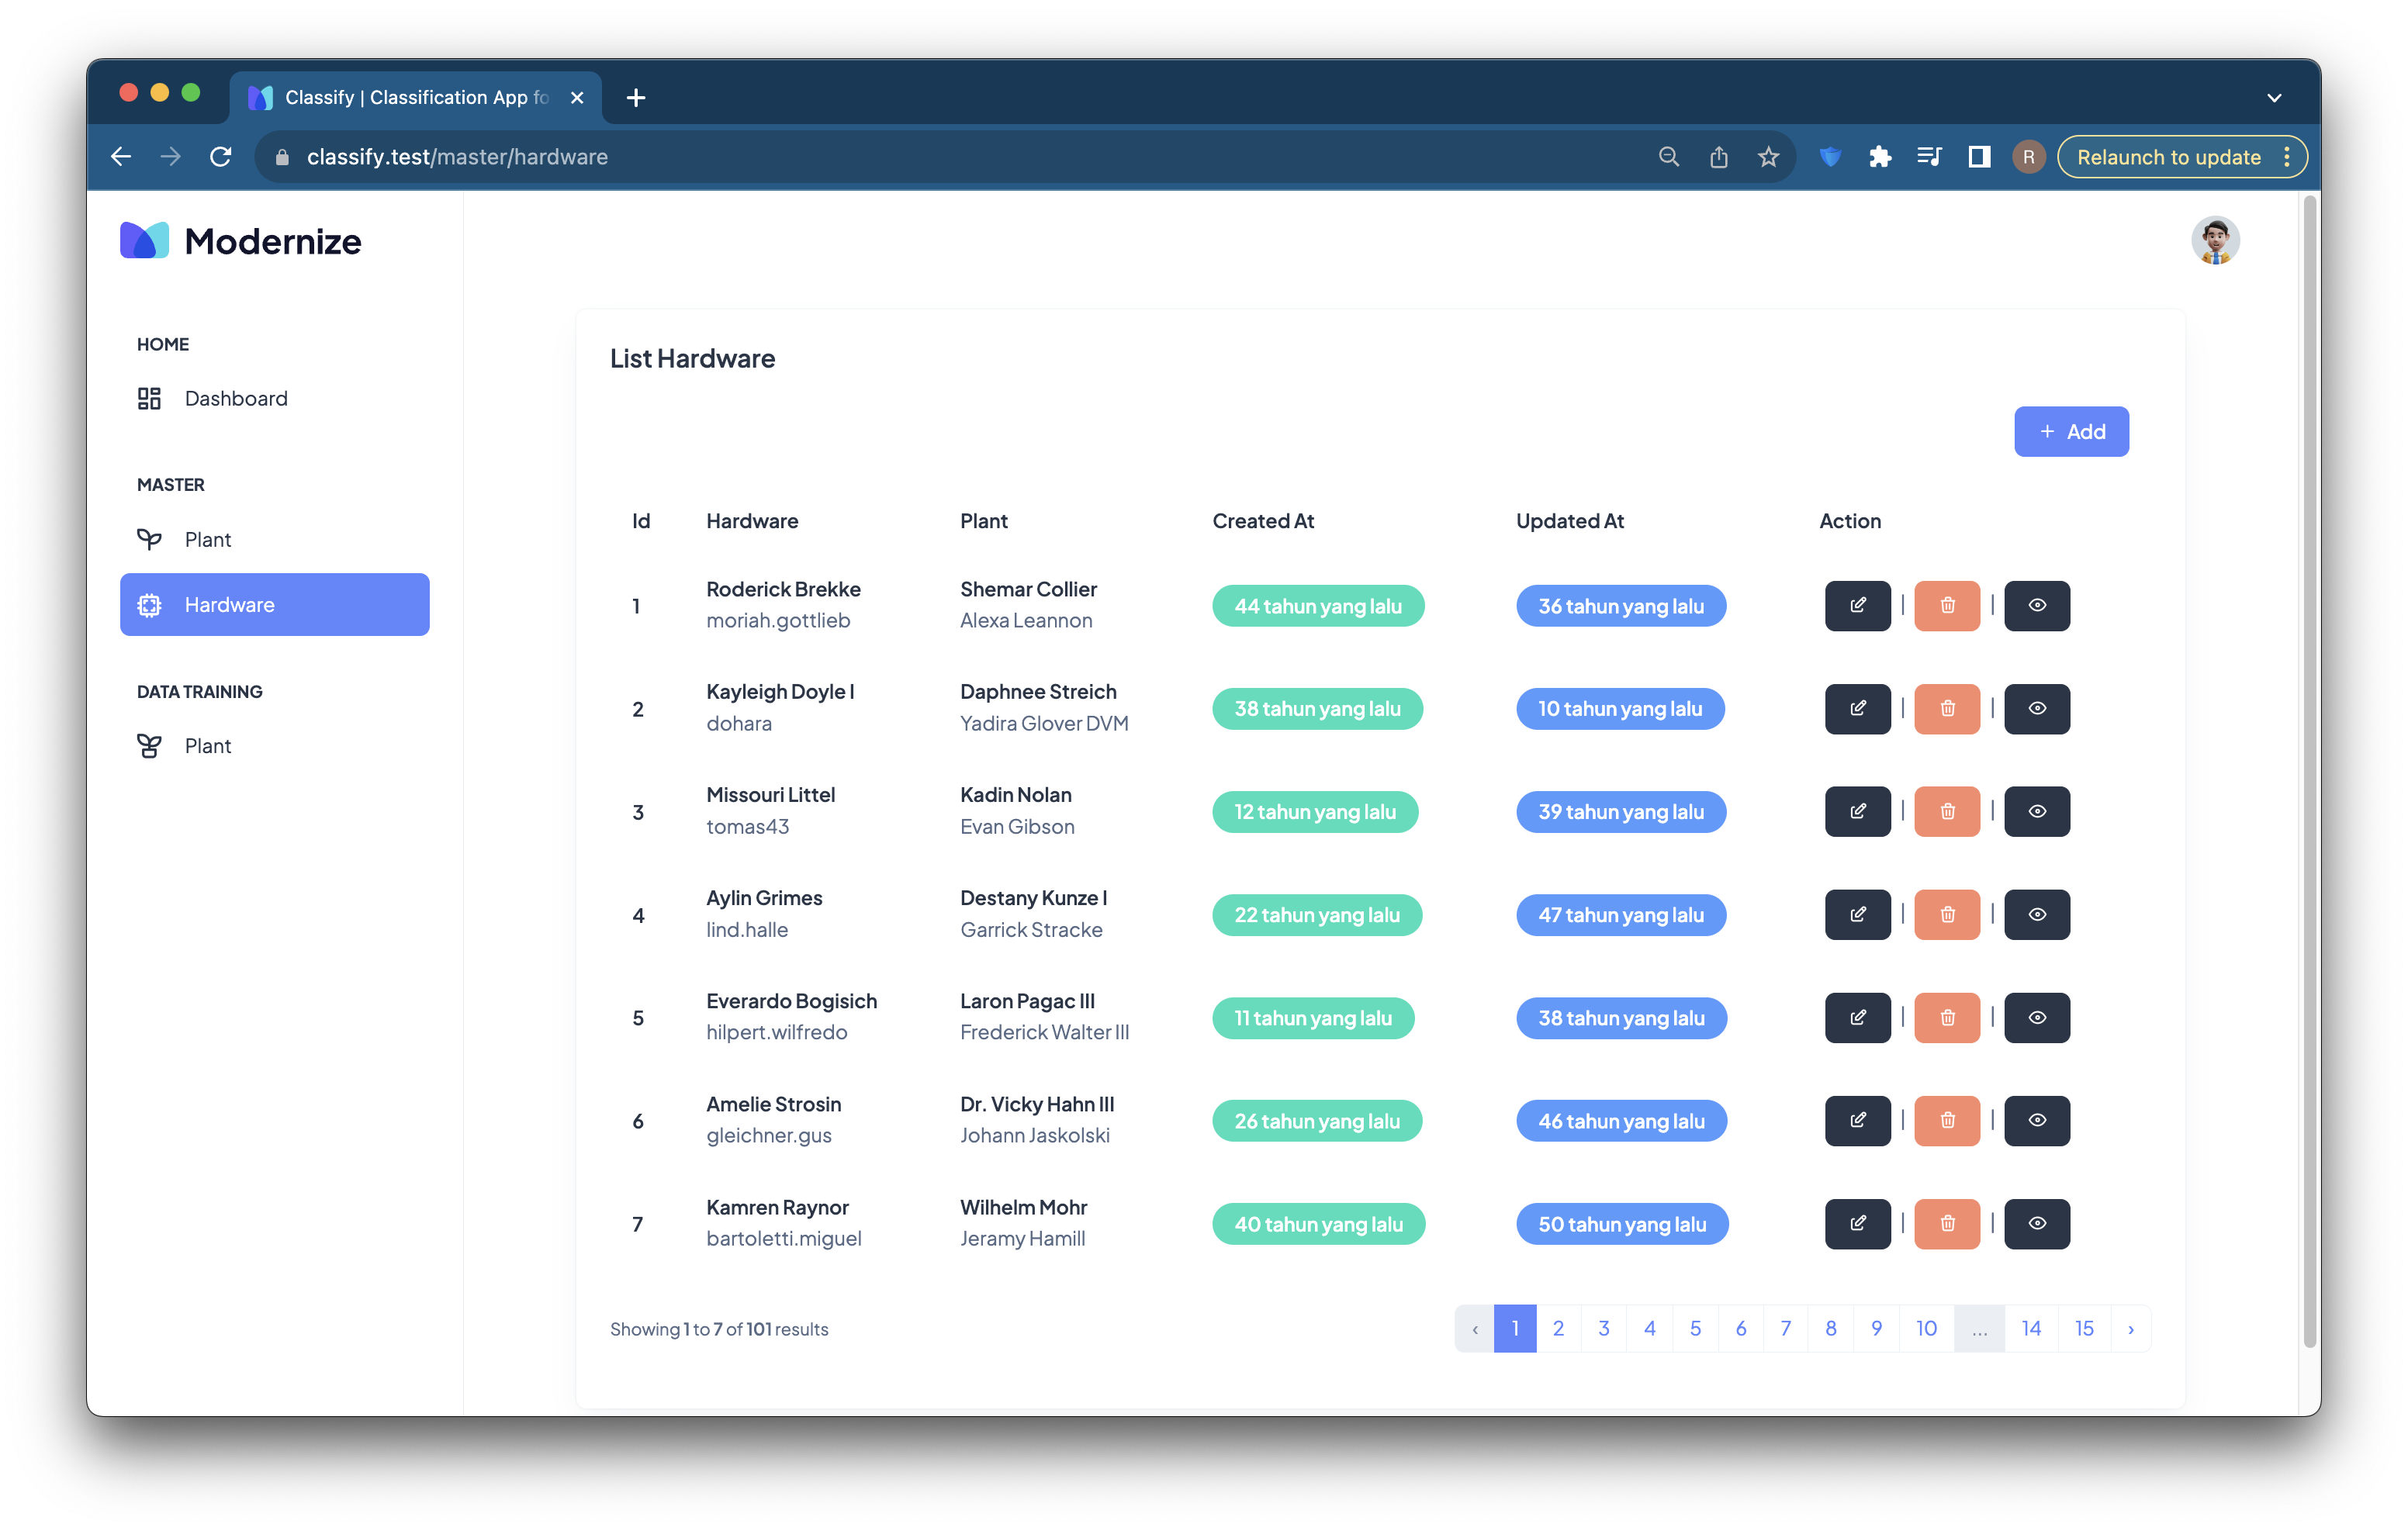 Classify | Classification App fo
classify.test/master/hardware
R
Relaunch to update
Modernize
HOME
Dashboard
MASTER
Plant
Hardware
DATA TRAINING
Plant
List Hardware
+ Add
Id Hardware Plant Created At Updated At Action
1 Roderick Brekke Shemar Collier 44 tahun yang lalu 36 tahun yang lalu | |
moriah.gottlieb Alexa Leannon
2 Kayleigh Doyle I Daphnee Streich 38 tahun yang lalu 10 tahun yang lalu | |
dohara Yadira Glover DVM
3 Missouri Littel Kadin Nolan 12 tahun yang lalu 39 tahun yang lalu | |
tomas43 Evan Gibson
4 Aylin Grimes Destany Kunze I 22 tahun yang lalu 47 tahun yang lalu | |
lind.halle Garrick Stracke
5 Everardo Bogisich Laron Pagac III 11 tahun yang lalu 38 tahun yang lalu | |
hilpert.wilfredo Frederick Walter III
6 Amelie Strosin Dr. Vicky Hahn III 26 tahun yang lalu 46 tahun yang lalu | |
gleichner.gus Johann Jaskolski
7 Kamren Raynor Wilhelm Mohr 40 tahun yang lalu 50 tahun yang lalu | |
bartoletti.miguel Jeramy Hamill
Showing 1 to 7 of 101 results
‹ 1 2 3 4 5 6 7 8 9 10 ... 14 15 ›